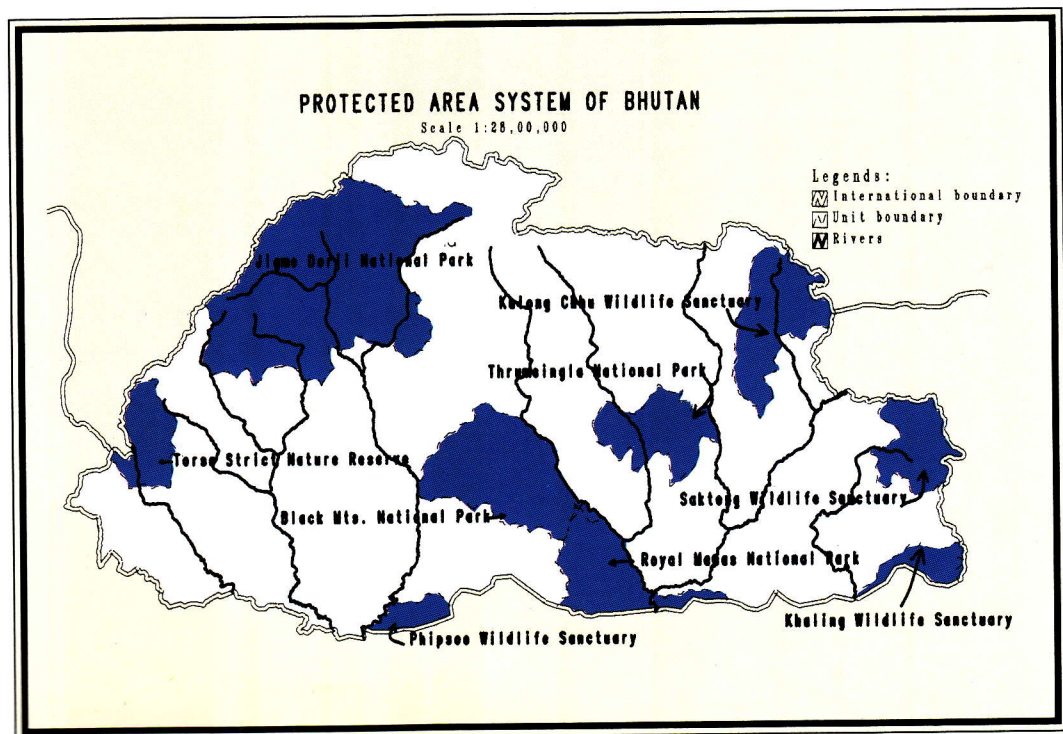 PROTECTED AREA SYSTEM OF BHUTAN
Scale 1:28,00,000
Legends:
International boundary
Unit boundary
Rivers
Jigme Dorji National Park
Kulong Chhu Wildlife Sanctuary
Thrumsingla National Park
Torsa Strict Nature Reserve
Sakteng Wildlife Sanctuary
Black Mts. National Park
Royal Manas National Park
Khaling Wildlife Sanctuary
Phipsoo Wildlife Sanctuary